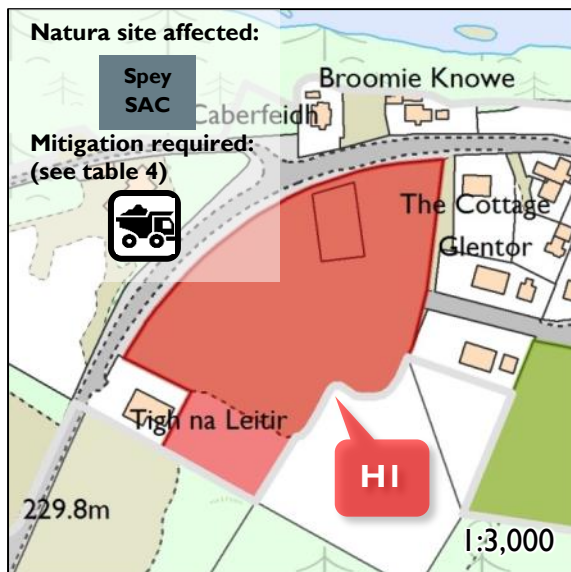 Natura site affected:
Spey
SAC
Broomie Knowe
Caberfeidh
Mitigation required:
(see table 4)
The Cottage
Glentor
Tigh na Leitir
H1
229.8m
1:3,000